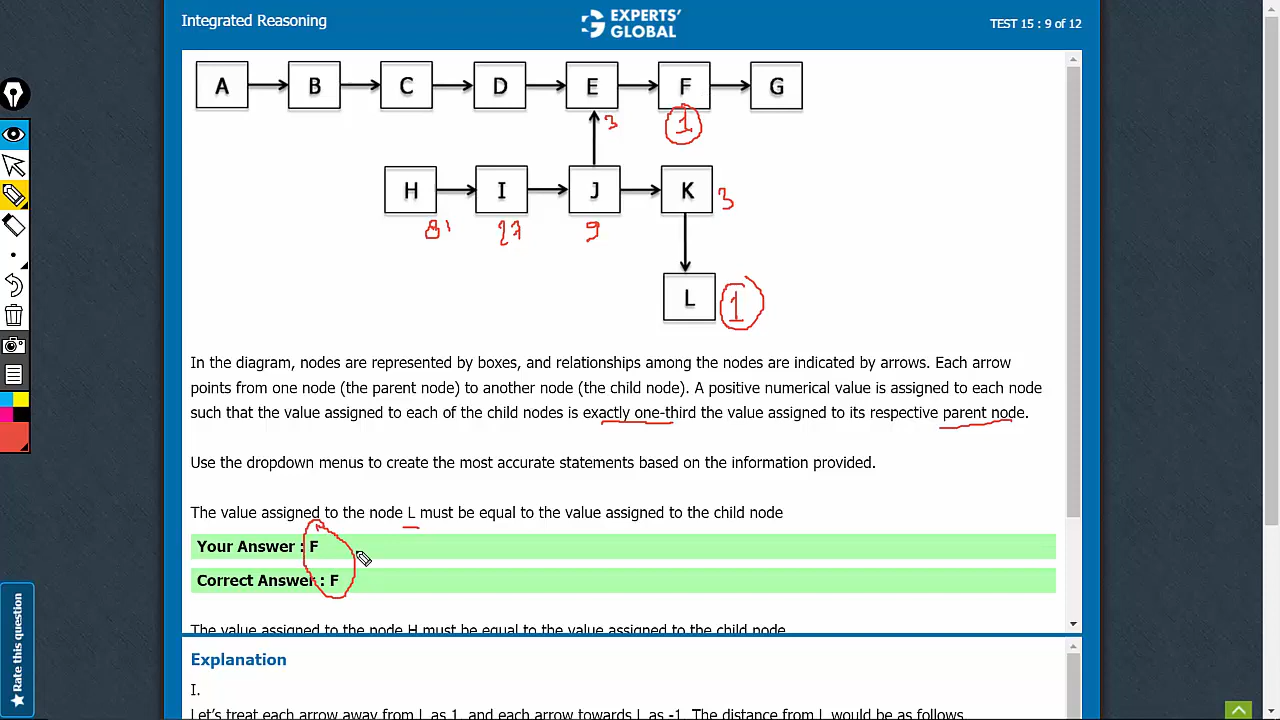 Integrated Reasoning
EXPERTS'
GLOBAL
TEST 15 : 9 of 12
A B C D E F G
3 1
H I J K 3
81 27 9
L 1
In the diagram, nodes are represented by boxes, and relationships among the nodes are indicated by arrows. Each arrow
points from one node (the parent node) to another node (the child node). A positive numerical value is assigned to each node
such that the value assigned to each of the child nodes is exactly one-third the value assigned to its respective parent node.
Use the dropdown menus to create the most accurate statements based on the information provided.
The value assigned to the node L must be equal to the value assigned to the child node
Your Answer : F
Correct Answer : F
The value assigned to the node H must be equal to the value assigned to the child node
Explanation
I.
Let's treat each arrow away from L as 1, and each arrow towards L as -1. The distance from L would be as follows
Rate this question